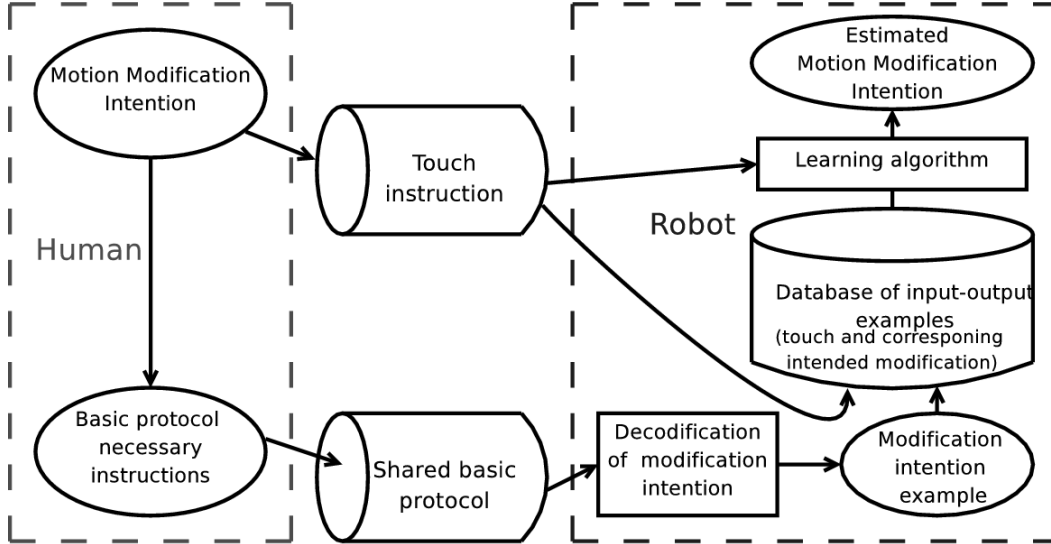 Motion Modification
Intention
Human
Basic protocol
necessary
instructions
Touch
instruction
Shared basic
protocol
Robot
Estimated
Motion Modification
Intention
Learning algorithm
Database of input-output
examples
(touch and corresponing
intended modification)
Decodification
of modification
intention
Modification
intention
example